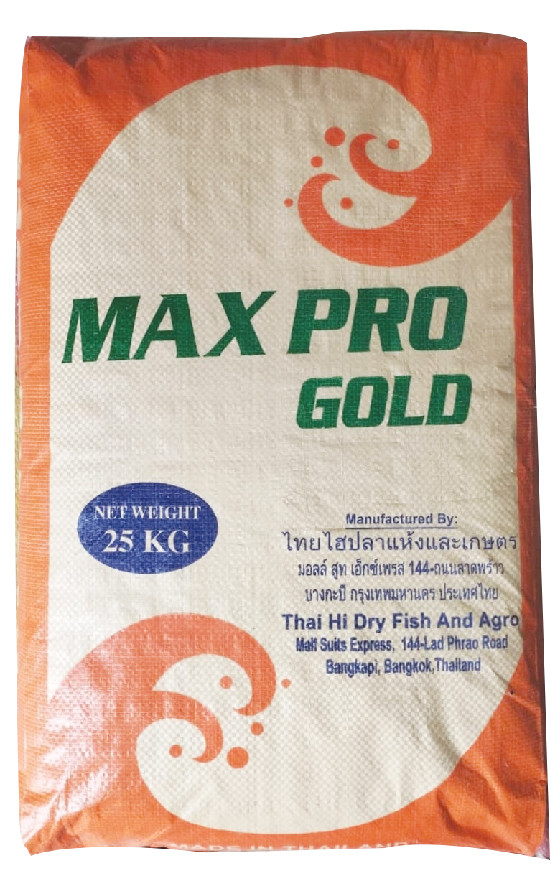 MAX PRO
GOLD
NET WEIGHT
25 KG
Manufactured By:
ไทยไฮปลาแห้งและเกษตร
มอลล์ สูท เอ็กซ์เพรส 144-ถนนลาดพร้าว
บางกะปี กรุงเทพมหานคร ประเทศไทย
Thai Hi Dry Fish And Agro
Mall Suits Express, 144-Lad Phrao Road
Bangkapi, Bangkok,Thailand
MADE IN THAILAND